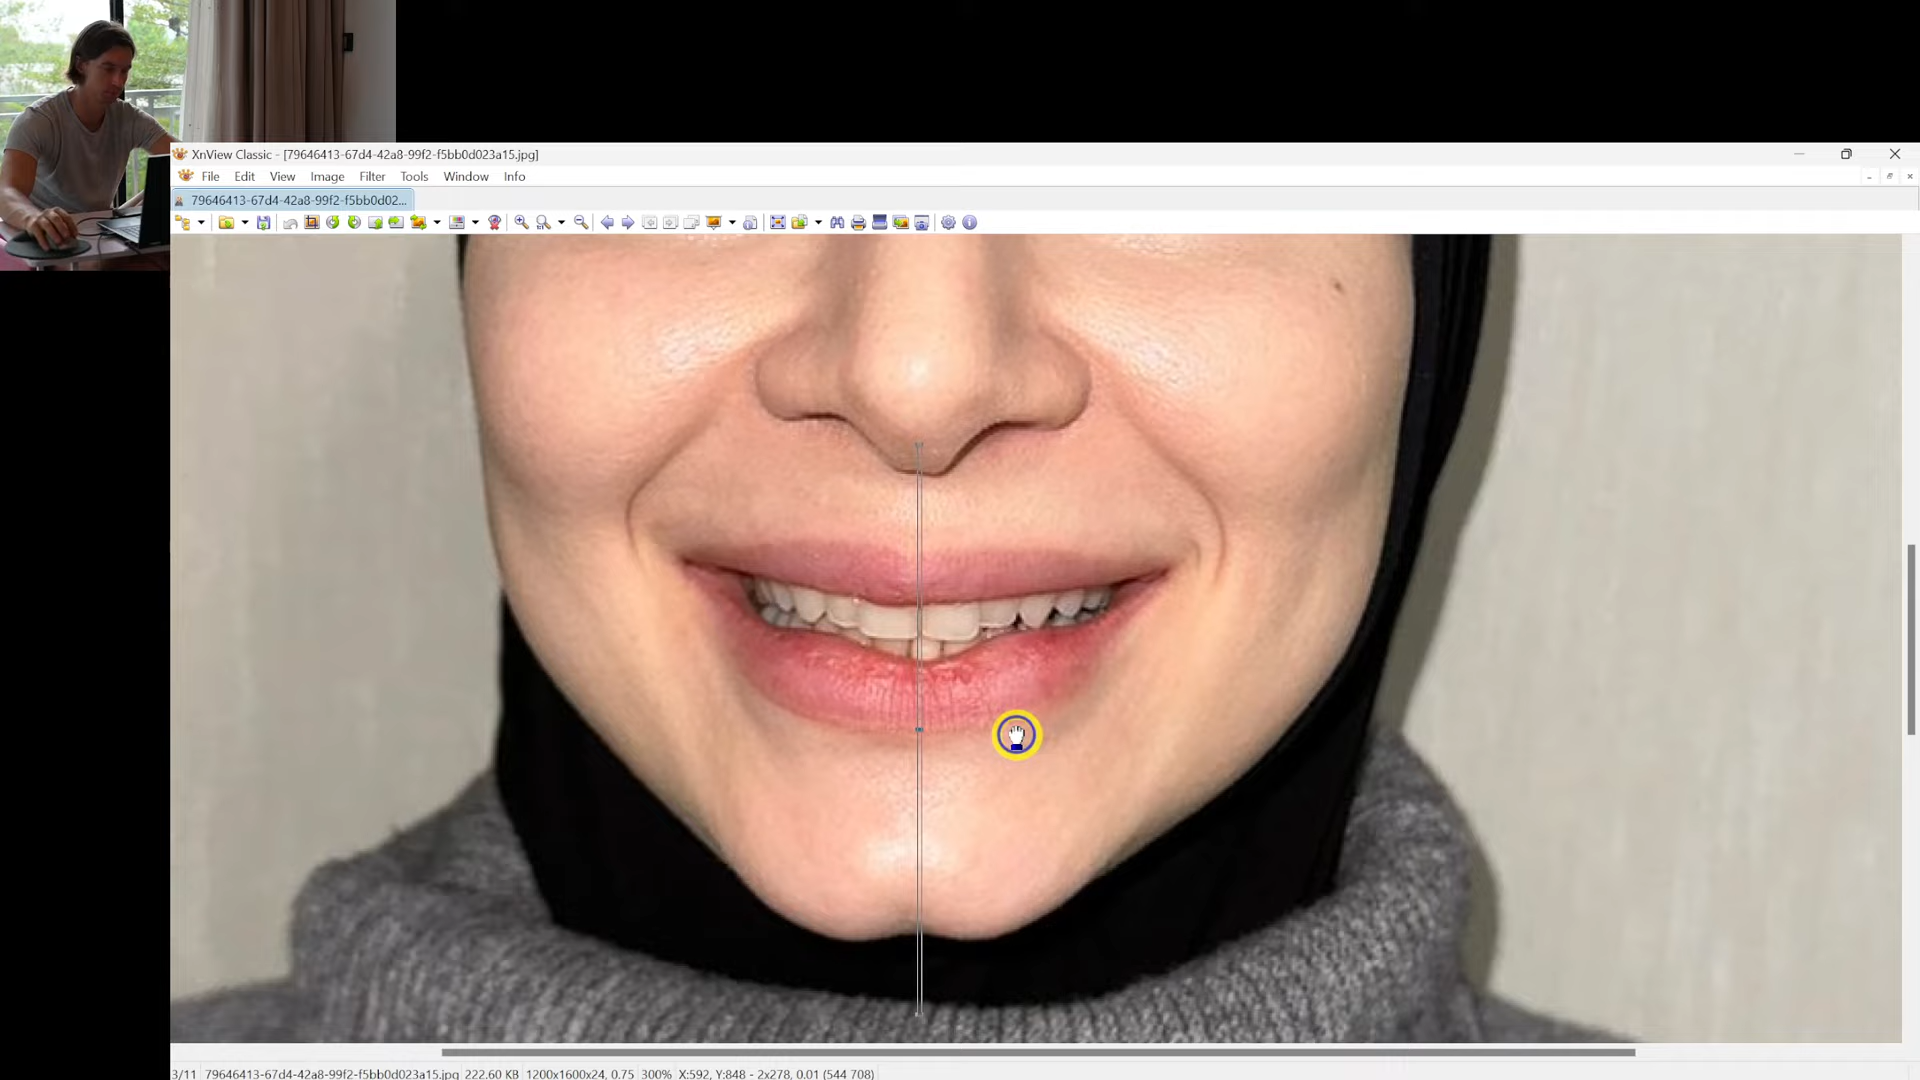 XnView Classic - [79646413-67d4-42a8-99f2-f5bb0d023a15.jpg]
File Edit View Image Filter Tools Window Info
79646413-67d4-42a8-99f2-f5bb0d02...
3/11 79646413-67d4-42a8-99f2-f5bb0d023a15.jpg 222.60 KB 1200x1600x24, 0.75 300% X:592, Y:848 - 2x278, 0.01 (544 708)